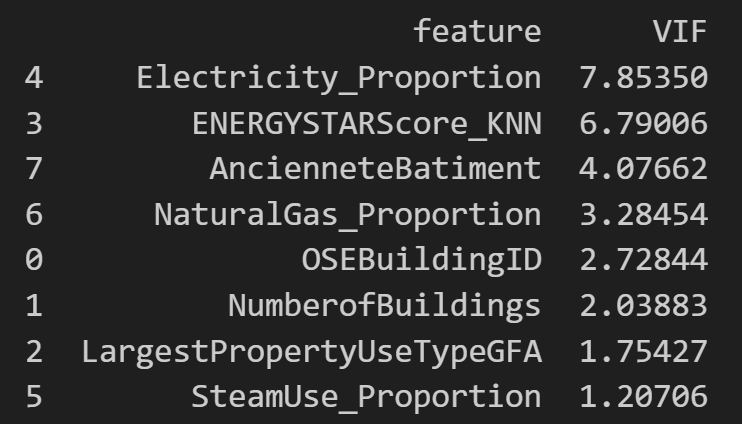 feature VIF
4 Electricity_Proportion 7.85350
3 ENERGYSTARScore_KNN 6.79006
7 AncienneteBatiment 4.07662
6 NaturalGas_Proportion 3.28454
0 OSEBuildingID 2.72844
1 NumberofBuildings 2.03883
2 LargestPropertyUseTypeGFA 1.75427
5 SteamUse_Proportion 1.20706